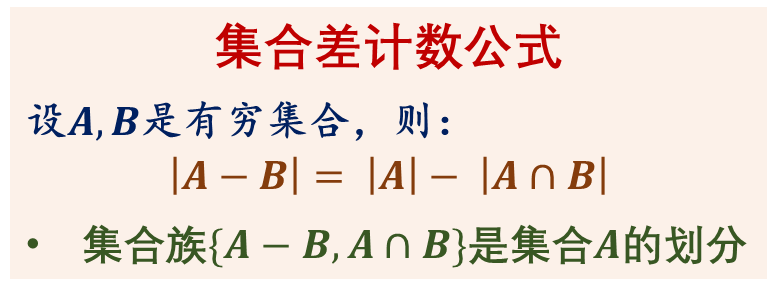 集合差计数公式
设A,B是有穷集合，则：
|A − B| = |A| − |A ∩ B|
• 集合族{A − B, A ∩ B}是集合A的划分